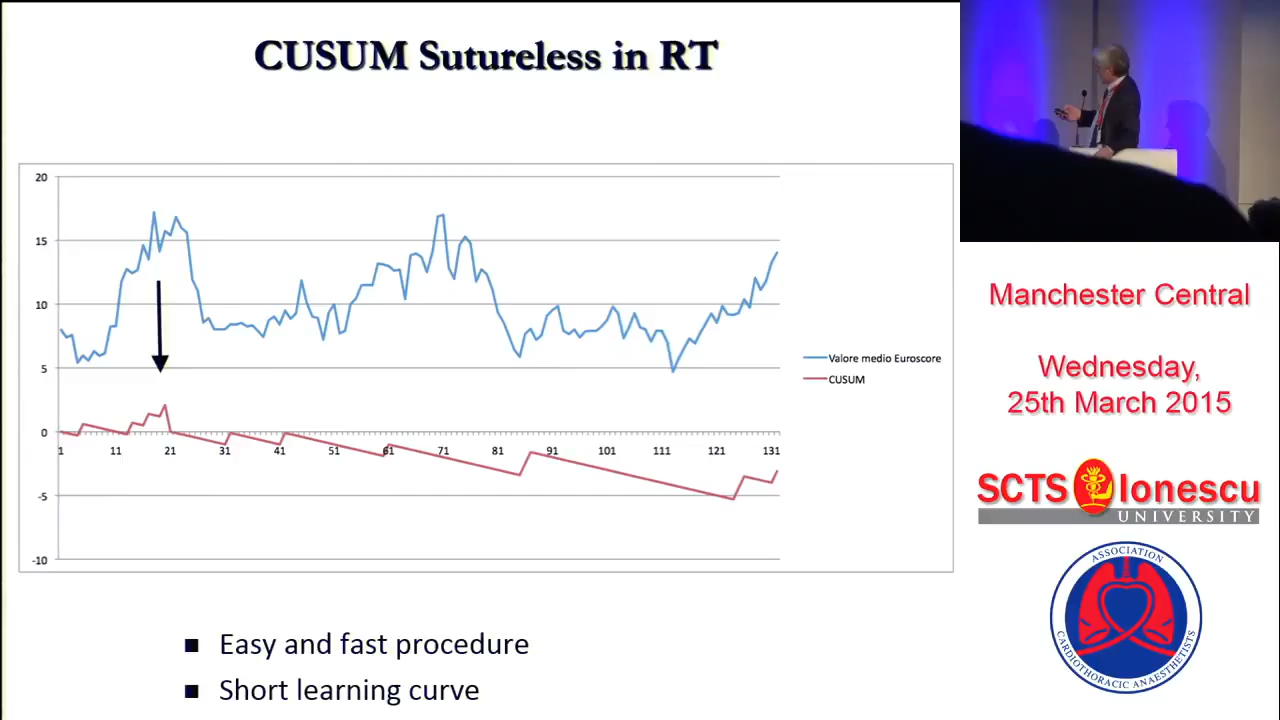 CUSUM Sutureless in RT
20
15
10
5
0
-5
-10
1 11 21 31 41 51 61 71 81 91 101 111 121 131
Valore medio Euroscore
CUSUM
Easy and fast procedure
Short learning curve
Manchester Central
Wednesday,
25th March 2015
SCTS Ionescu
UNIVERSITY
ASSOCIATION
CARDIOTHORACIC ANAESTHETISTS